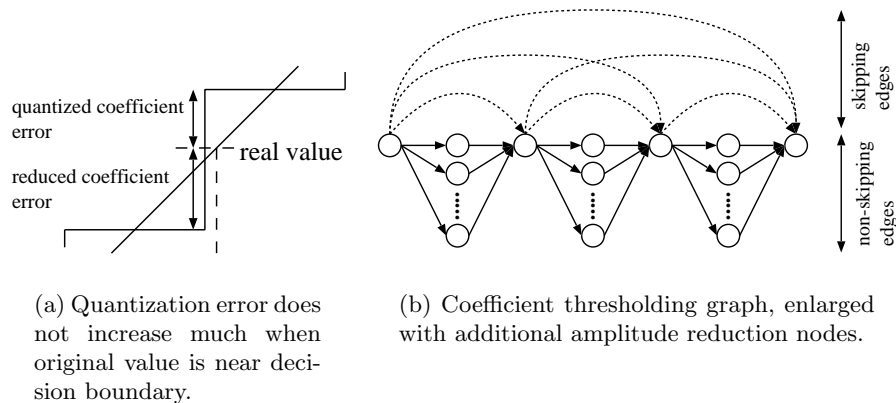 quantized coefficient
error
real value
reduced coefficient
error
skipping
edges
non-skipping
edges
(a) Quantization error does
not increase much when
original value is near deci-
sion boundary.
(b) Coefficient thresholding graph, enlarged
with additional amplitude reduction nodes.